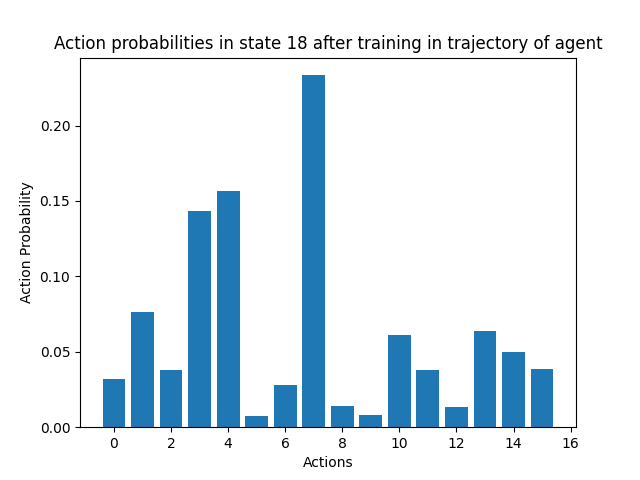 Action probabilities in state 18 after training in trajectory of agent
0.20
0.15
0.10
0.05
0.00
Action Probability
0 2 4 6 8 10 12 14 16
Actions